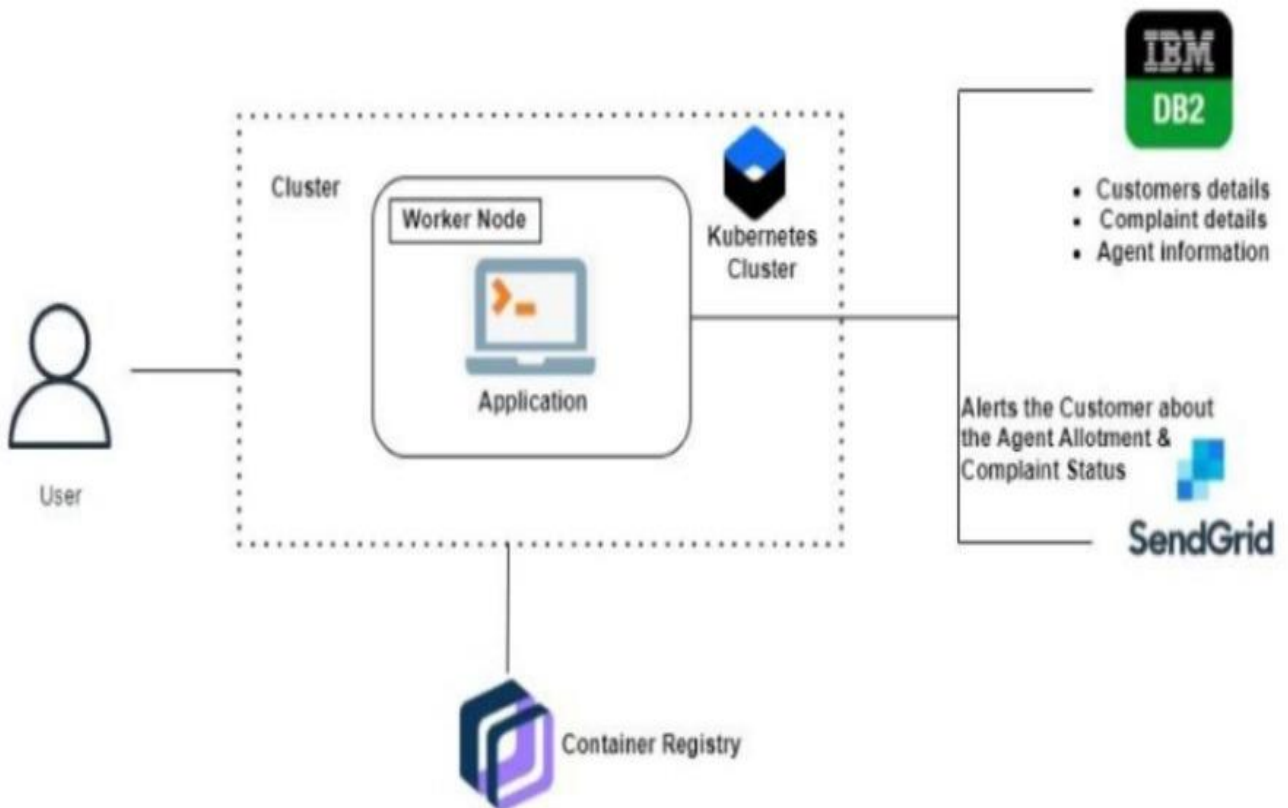 IBM
DB2
• Customers details
• Complaint details
• Agent information
Cluster
Worker Node
Kubernetes
Cluster
Application
User
Alerts the Customer about
the Agent Allotment &
Complaint Status
SendGrid
Container Registry